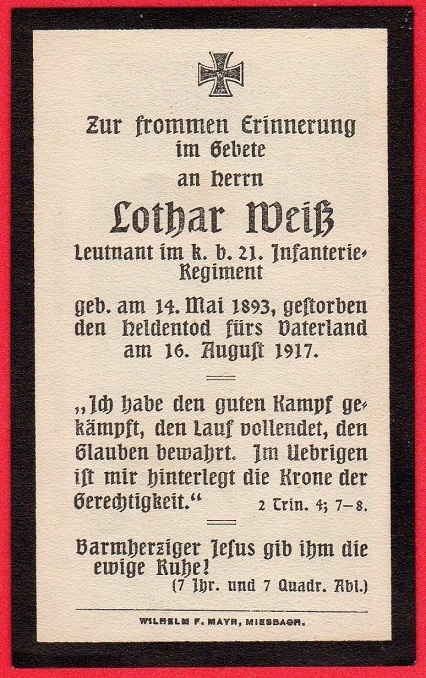 Zur frommen Erinnerung
im Gebete
an Herrn
Lothar Weiß
Leutnant im k. b. 21. Infanterie-
Regiment
geb. am 14. Mai 1893, gestorben
den Heldentod fürs Vaterland
am 16. August 1917.
„Ich habe den guten Kampf ge-
kämpft, den Lauf vollendet, den
Glauben bewahrt. Im Uebrigen
ist mir hinterlegt die Krone der
Gerechtigkeit.“ 2 Trin. 4; 7-8.
Barmherziger Jesus gib ihm die
ewige Ruhe!
(7 Jhr. und 7 Quadr. Abl.)
WILHELM F. MAYR, MIESBACH.